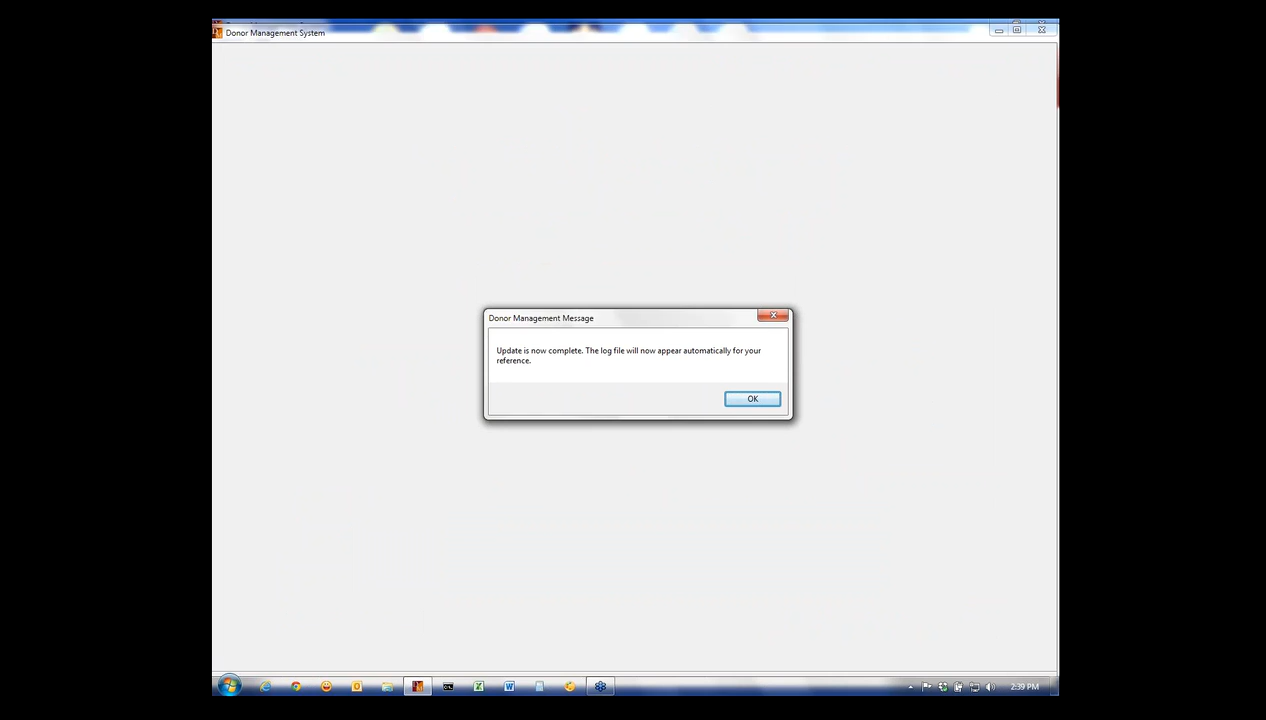 Donor Management System
Donor Management Message
Update is now complete. The log file will now appear automatically for your
reference.
OK
2:39 PM